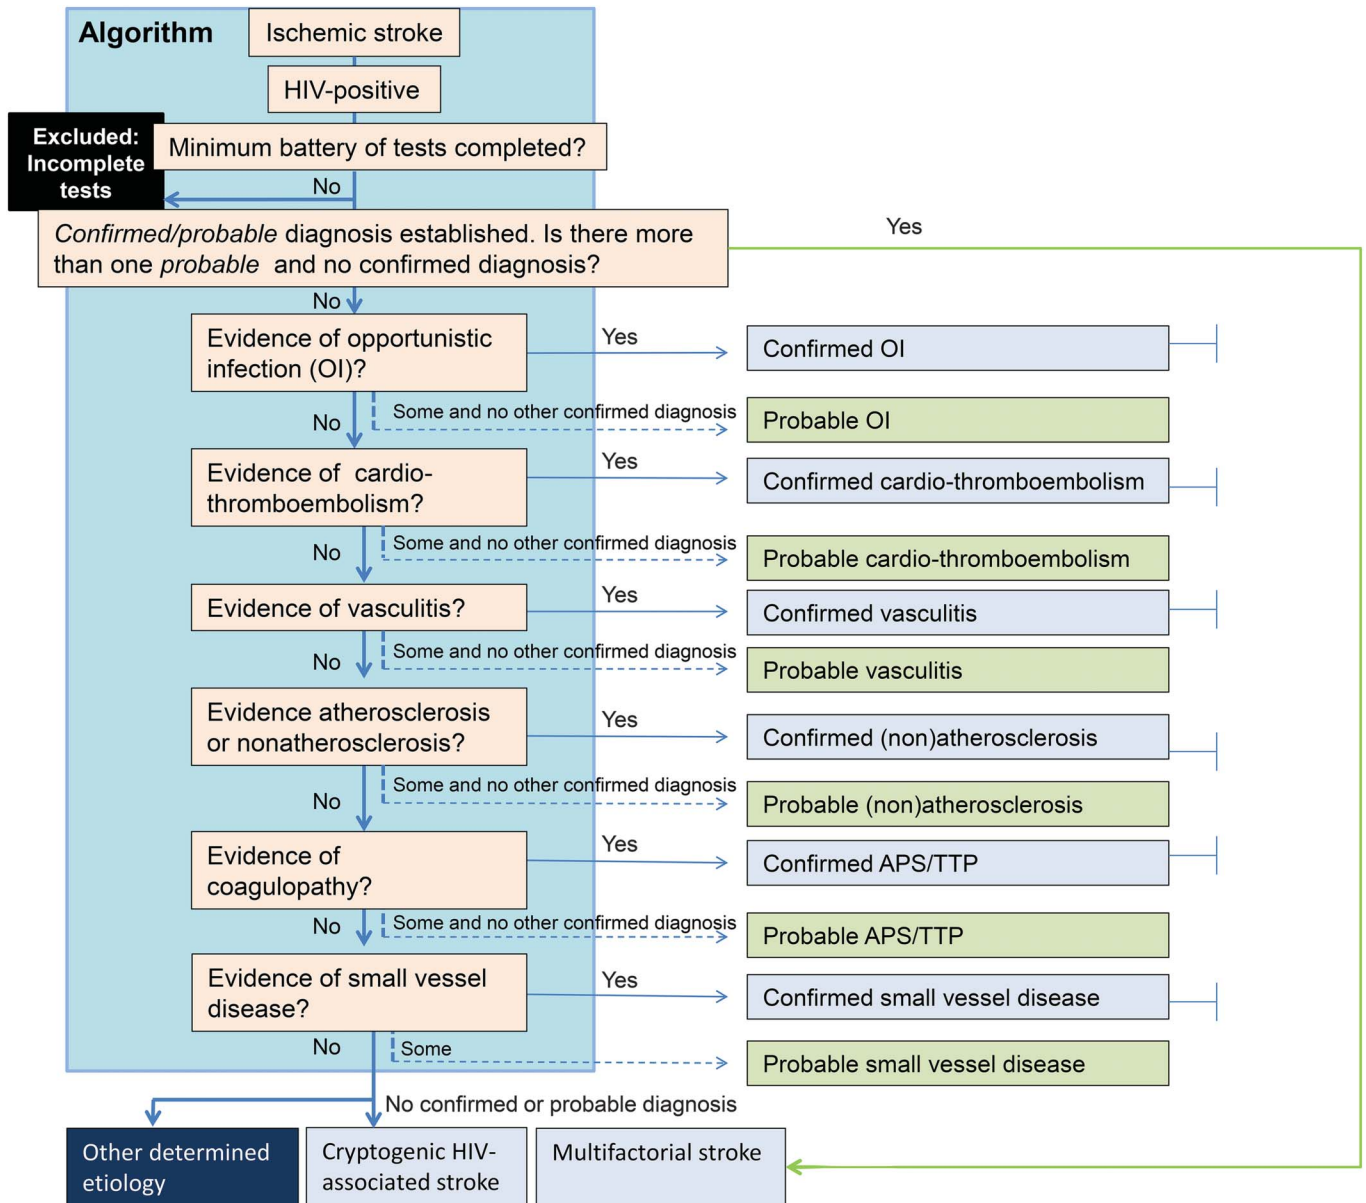 Algorithm
Ischemic stroke
HIV-positive
Excluded:
Incomplete
tests
Minimum battery of tests completed?
No
Confirmed/probable diagnosis established. Is there more
than one probable and no confirmed diagnosis?
Yes
No
Evidence of opportunistic
infection (OI)?
Yes
Confirmed OI
No
Some and no other confirmed diagnosis
Probable OI
Evidence of cardio-
thromboembolism?
Yes
Confirmed cardio-thromboembolism
No
Some and no other confirmed diagnosis
Probable cardio-thromboembolism
Evidence of vasculitis?
Yes
Confirmed vasculitis
No
Some and no other confirmed diagnosis
Probable vasculitis
Evidence atherosclerosis
or nonatherosclerosis?
Yes
Confirmed (non)atherosclerosis
No
Some and no other confirmed diagnosis
Probable (non)atherosclerosis
Evidence of
coagulopathy?
Yes
Confirmed APS/TTP
No
Some and no other confirmed diagnosis
Probable APS/TTP
Evidence of small vessel
disease?
Yes
Confirmed small vessel disease
No
Some
Probable small vessel disease
No confirmed or probable diagnosis
Other determined
etiology
Cryptogenic HIV-
associated stroke
Multifactorial stroke